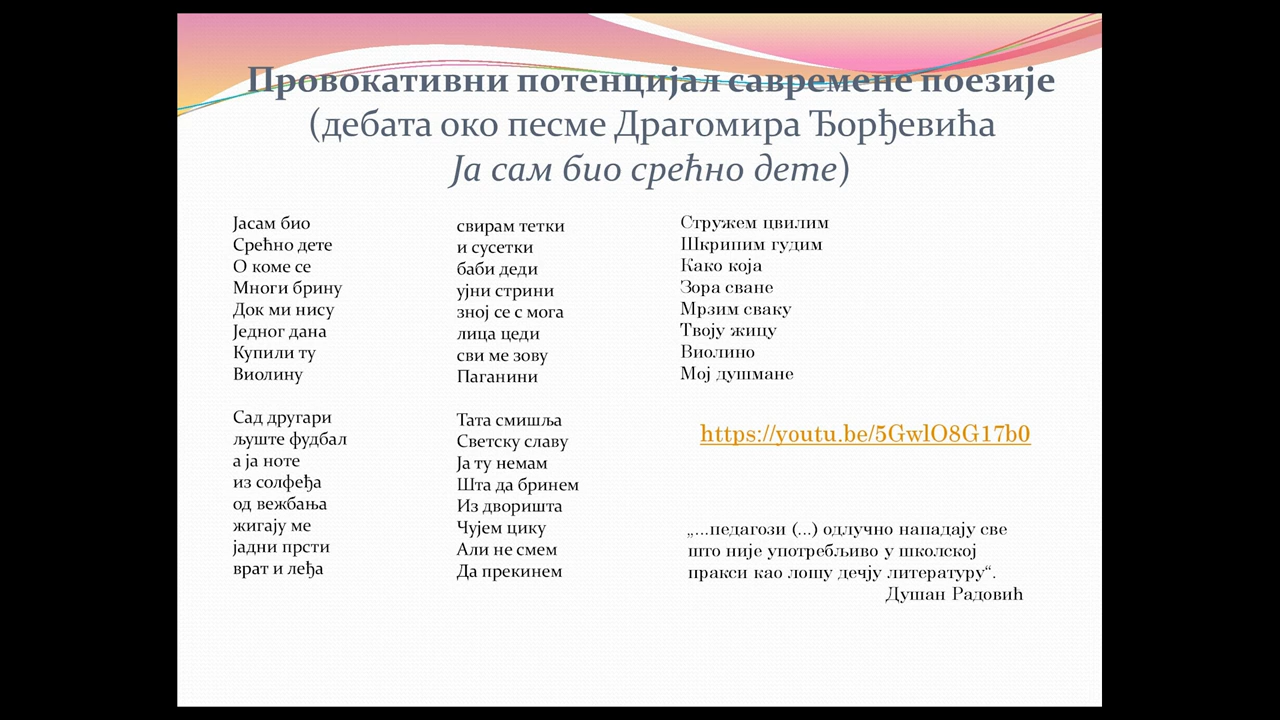 Провокативни потенцијал савремене поезије
(дебата око песме Драгомира Ђорђевића
Ја сам био срећно дете)
Јасам био
Срећно дете
О коме се
Многи брину
Док ми нису
Једног дана
Купили ту
Виолину
Сад другари
љуште фудбал
а ја ноте
из солфеђа
од вежбања
жигају ме
јадни прсти
врат и леђа
свирам тетки
и сусетки
баби деди
ујни стрини
зној се с мога
лица цеди
сви ме зову
Паганини
Тата смишља
Светску славу
Ја ту немам
Шта да бринем
Из дворишта
Чујем цику
Али не смем
Да прекинем
Стружем цвилим
Шкрипим гудим
Како која
Зора сване
Мрзим сваку
Твоју жицу
Виолино
Мој душмане
https://youtu.be/5GwlO8G17b0
„...педагози (...) одлучно нападају све
што није употребљиво у школској
пракси као лошу дечју литературу“.
Душан Радовић